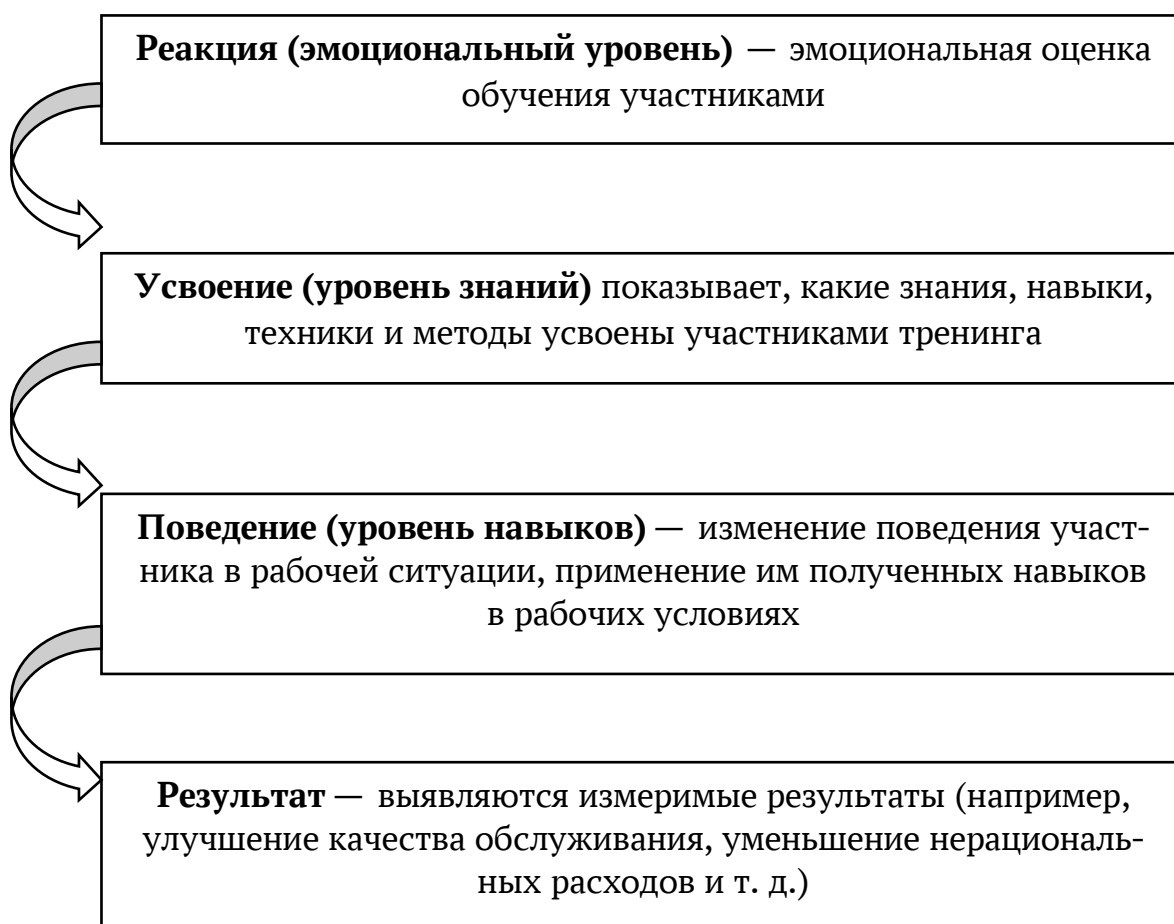 Реакция (эмоциональный уровень) — эмоциональная оценка
обучения участниками
Усвоение (уровень знаний) показывает, какие знания, навыки,
техники и методы усвоены участниками тренинга
Поведение (уровень навыков) — изменение поведения участ-
ника в рабочей ситуации, применение им полученных навыков
в рабочих условиях
Результат — выявляются измеримые результаты (например,
улучшение качества обслуживания, уменьшение нерациональ-
ных расходов и т. д.)